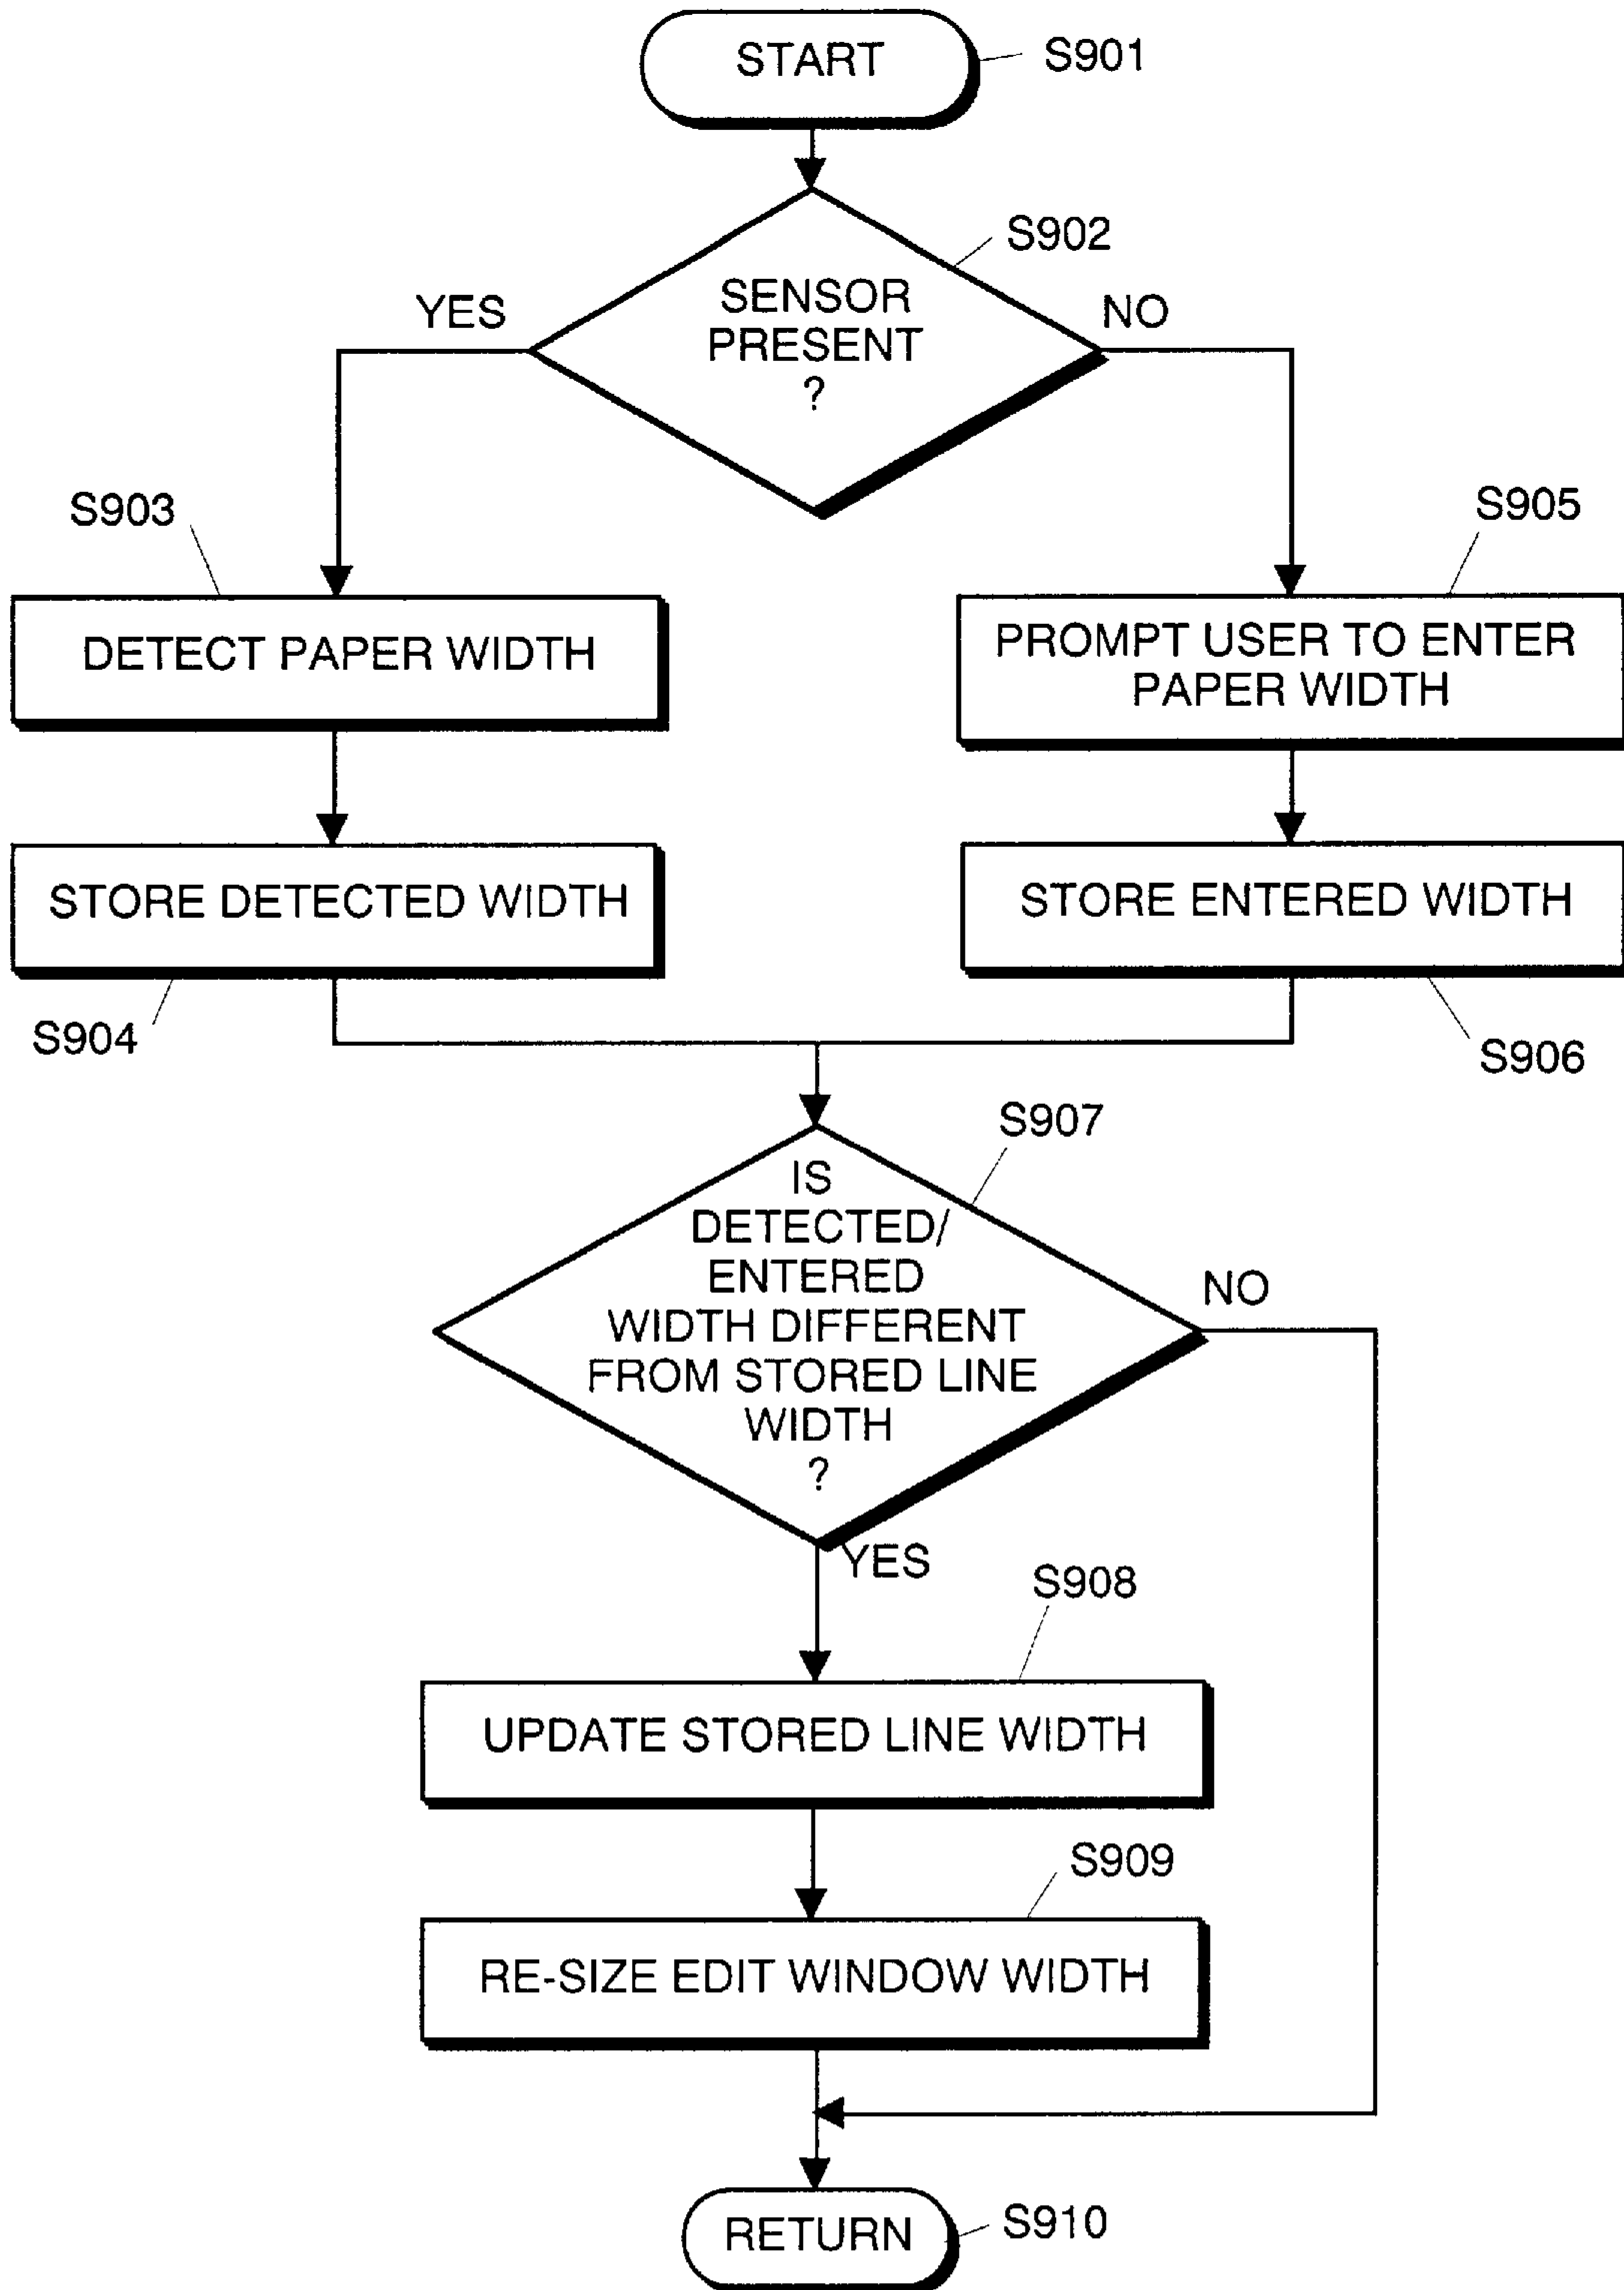 START
S901
S902
SENSOR
PRESENT
?
YES
NO
S903
S905
DETECT PAPER WIDTH
PROMPT USER TO ENTER
PAPER WIDTH
STORE DETECTED WIDTH
STORE ENTERED WIDTH
S904
S906
S907
IS
DETECTED/
ENTERED
WIDTH DIFFERENT
FROM STORED LINE
WIDTH
?
NO
YES
S908
UPDATE STORED LINE WIDTH
S909
RE-SIZE EDIT WINDOW WIDTH
RETURN
S910